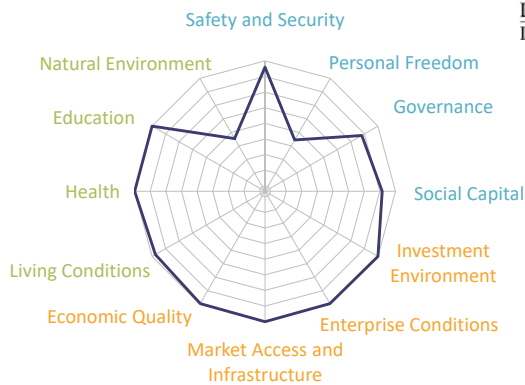 Safety and Security
Natural Environment
Personal Freedom
Education
Governance
Health
Social Capital
Investment
Environment
Living Conditions
Economic Quality
Enterprise Conditions
Market Access and
Infrastructure